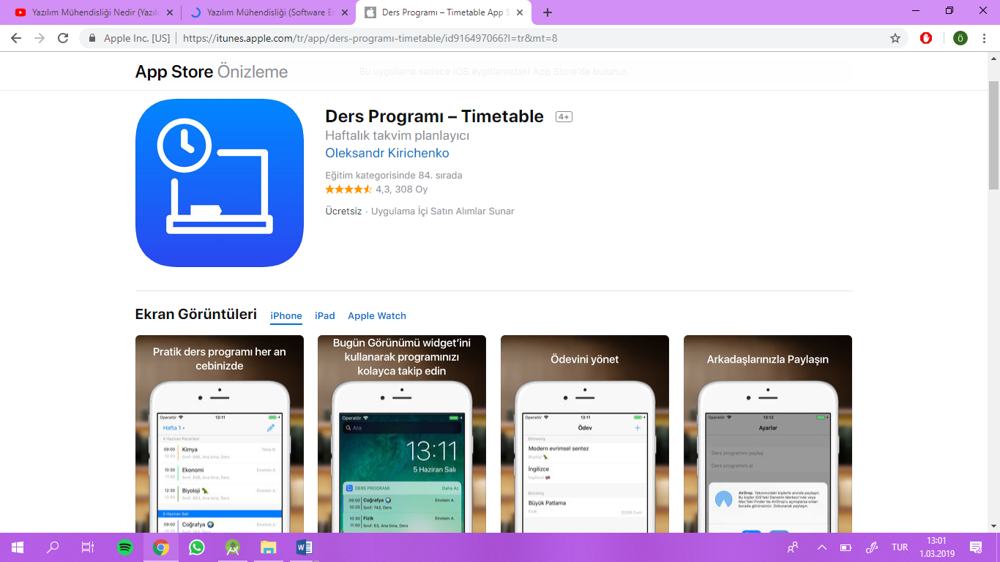 Yazılım Mühendisliği Nedir (Yazılı
Yazılım Mühendisliği (Software En
Ders Programı – Timetable App S
Apple Inc. [US]
https://itunes.apple.com/tr/app/ders-programı-timetable/id916497066?l=tr&mt=8
Ö
App Store Önizleme
Bu uygulama sadece iOS aygıtlarındaki App Store'da bulunur.
Ders Programı – Timetable 4+
Haftalık takvim planlayıcı
Oleksandr Kirichenko
Eğitim kategorisinde 84. sırada
4,3, 308 Oy
Ücretsiz · Uygulama İçi Satın Alımlar Sunar
Ekran Görüntüleri iPhone iPad Apple Watch
Pratik ders programı her an
cebinizde
Operatör 13:11
Hafta 1
4 Haziran Pazartesi
09:00 Kimya Tesla N.
10:20 Sınıf: 888, Ana bina, Ders
10:30 Ekonomi Einstein A.
11:50 Sınıf: 808, Ana bina, Ders
12:30 Biyoloji Einstein A.
13:50 Sınıf: 683, Ana bina, Ders
5 Haziran Salı
09:00 Coğrafya Einstein A.
10:20 Sınıf: 743, Ders
Bugün Görünümü widget'ini
kullanarak programınızı
kolayca takip edin
Operatör
Ara
13:11
5 Haziran Salı
DERS PROGRAMI Daha Az
09:00 Coğrafya Einstein A.
10:20 Sınıf: 743, Ders
10:30 Fizik Einstein A.
Sınıf: 53, Ana bina, Ders
Ödevini yönet
Operatör 13:11
Ödev +
Bitmemiş
Modern evrimsel sentez
Biyoloji
İngilizce
İngilizce
Bitirilmiş
Büyük Patlama
Fizik
Arkadaşlarınızla Paylaşın
Operatör 13:12
Ayarlar
Ders programını paylaş
Ders programını al
AirDrop. Yakınınızdaki kişilerle anında paylaşın.
Bu kişiler iOS'teki Denetim Merkezi'nde veya
Mac'teki Finder'da AirDrop'u açmışlarsa onları
burada görürsünüz. Dokunarak paylaşın.
TUR
13:01
1.03.2019